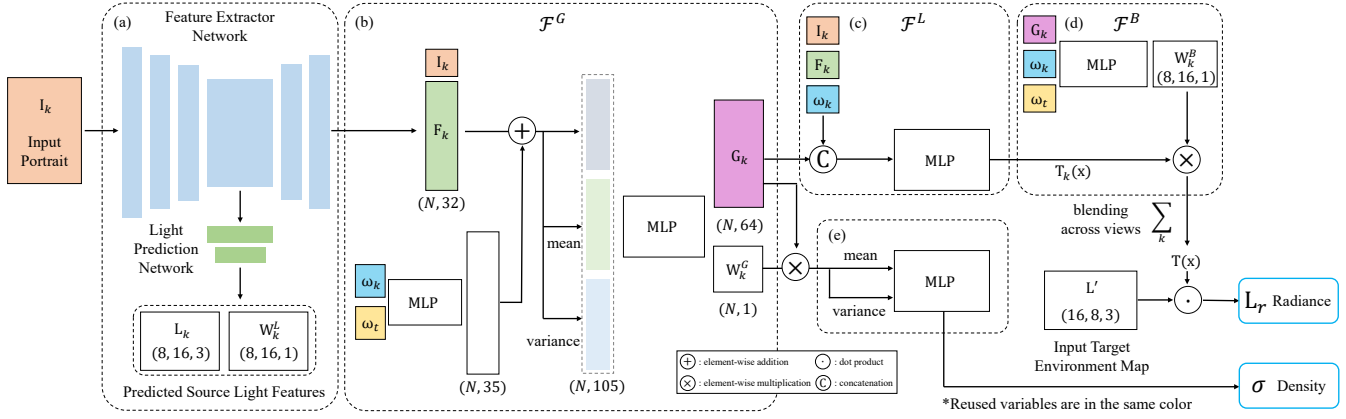 (a)
Feature Extractor
Network
I_k
Input
Portrait
Light
Prediction
Network
L_k
(8, 16, 3)
W_k^L
(8, 16, 1)
Predicted Source Light Features
(b)
ℱ^G
I_k
F_k
(N, 32)
ω_k
ω_t
MLP
(N, 35)
mean
variance
(N, 105)
MLP
G_k
(N, 64)
W_k^G
(N, 1)
+ : element-wise addition
· : dot product
× : element-wise multiplication
C : concatenation
(c)
ℱ^L
I_k
F_k
ω_k
C
MLP
T_k(x)
(d)
ℱ^B
G_k
ω_k
ω_t
MLP
W_k^B
(8, 16, 1)
blending
across views
∑_k
T(x)
(e)
mean
variance
MLP
L′
(16, 8, 3)
Input Target
Environment Map
L_r Radiance
σ Density
*Reused variables are in the same color